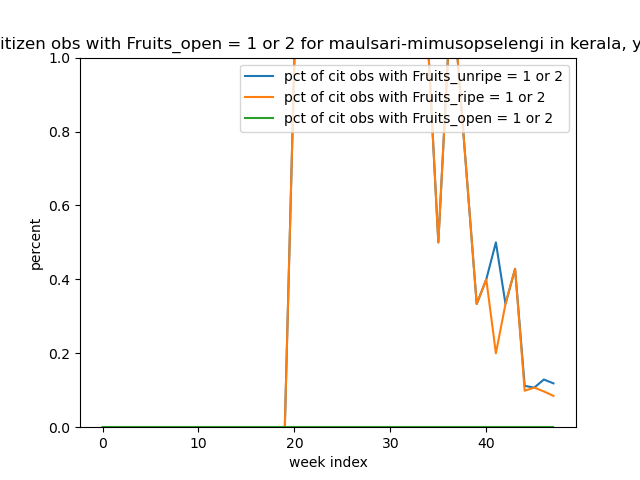 itizen obs with Fruits_open = 1 or 2 for maulsari-mimusopselengi in kerala, y
pct of cit obs with Fruits_unripe = 1 or 2
pct of cit obs with Fruits_ripe = 1 or 2
pct of cit obs with Fruits_open = 1 or 2
1.0
0.8
0.6
0.4
0.2
0.0
percent
0 10 20 30 40
week index